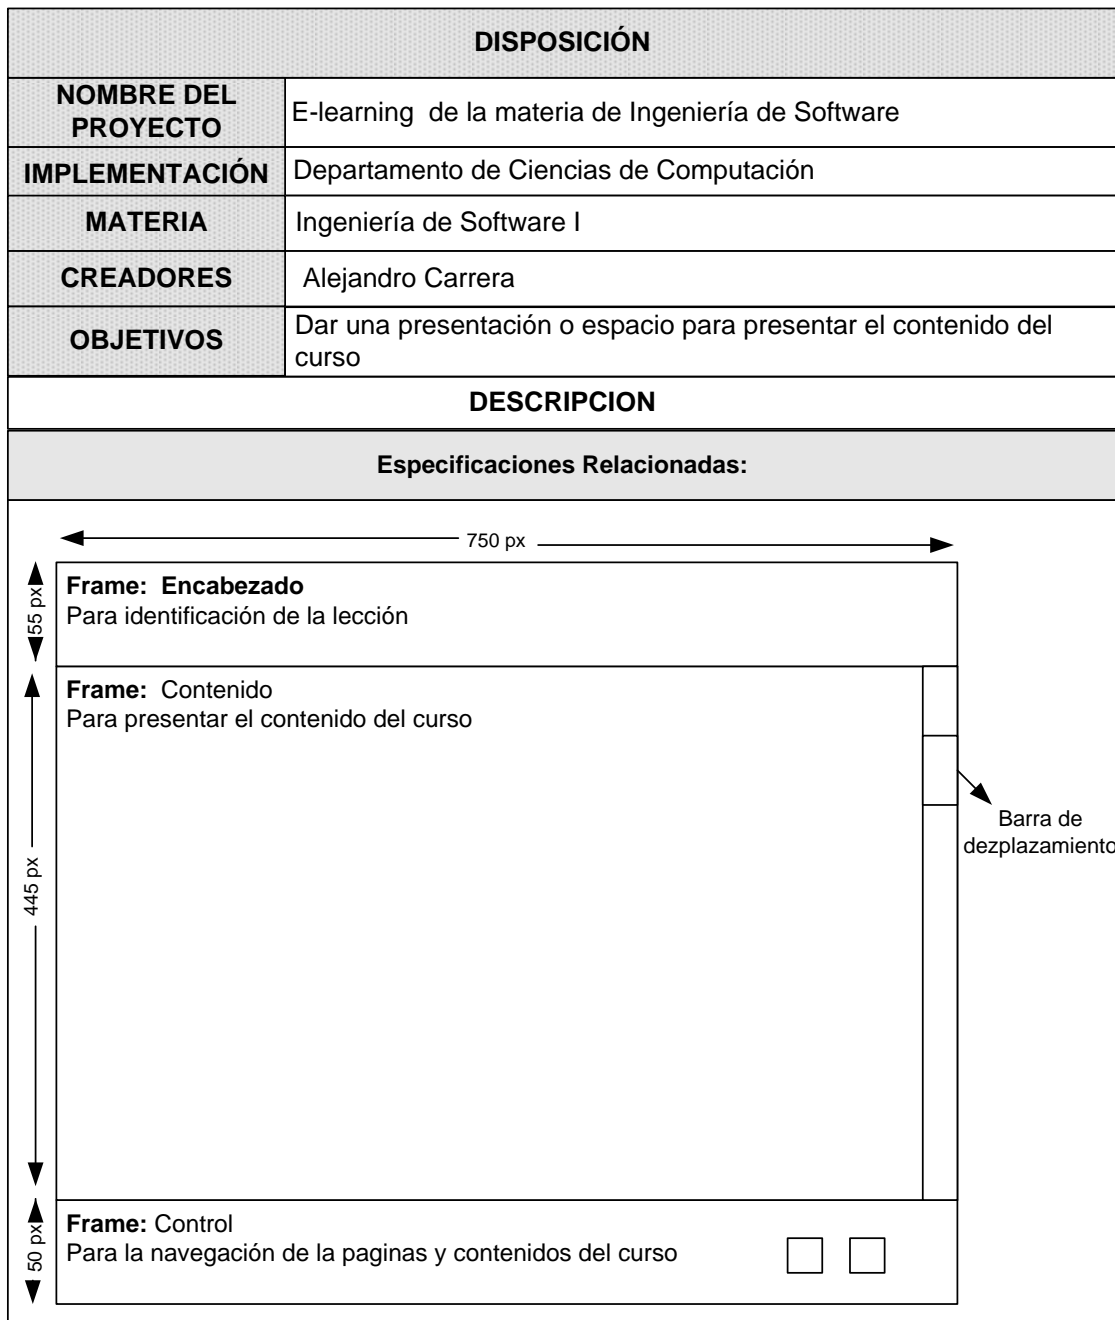 DISPOSICIÓN
NOMBRE DEL
PROYECTO
E-learning  de la materia de Ingeniería de Software
IMPLEMENTACIÓN
Departamento de Ciencias de Computación
MATERIA
Ingeniería de Software I
CREADORES
Alejandro Carrera
OBJETIVOS
Dar una presentación o espacio para presentar el contenido del
curso
DESCRIPCION
Especificaciones Relacionadas:
750 px
55 px
Frame:  Encabezado
Para identificación de la lección
Frame:  Contenido
Para presentar el contenido del curso
Barra de
dezplazamiento
445 px
50 px
Frame: Control
Para la navegación de la paginas y contenidos del curso